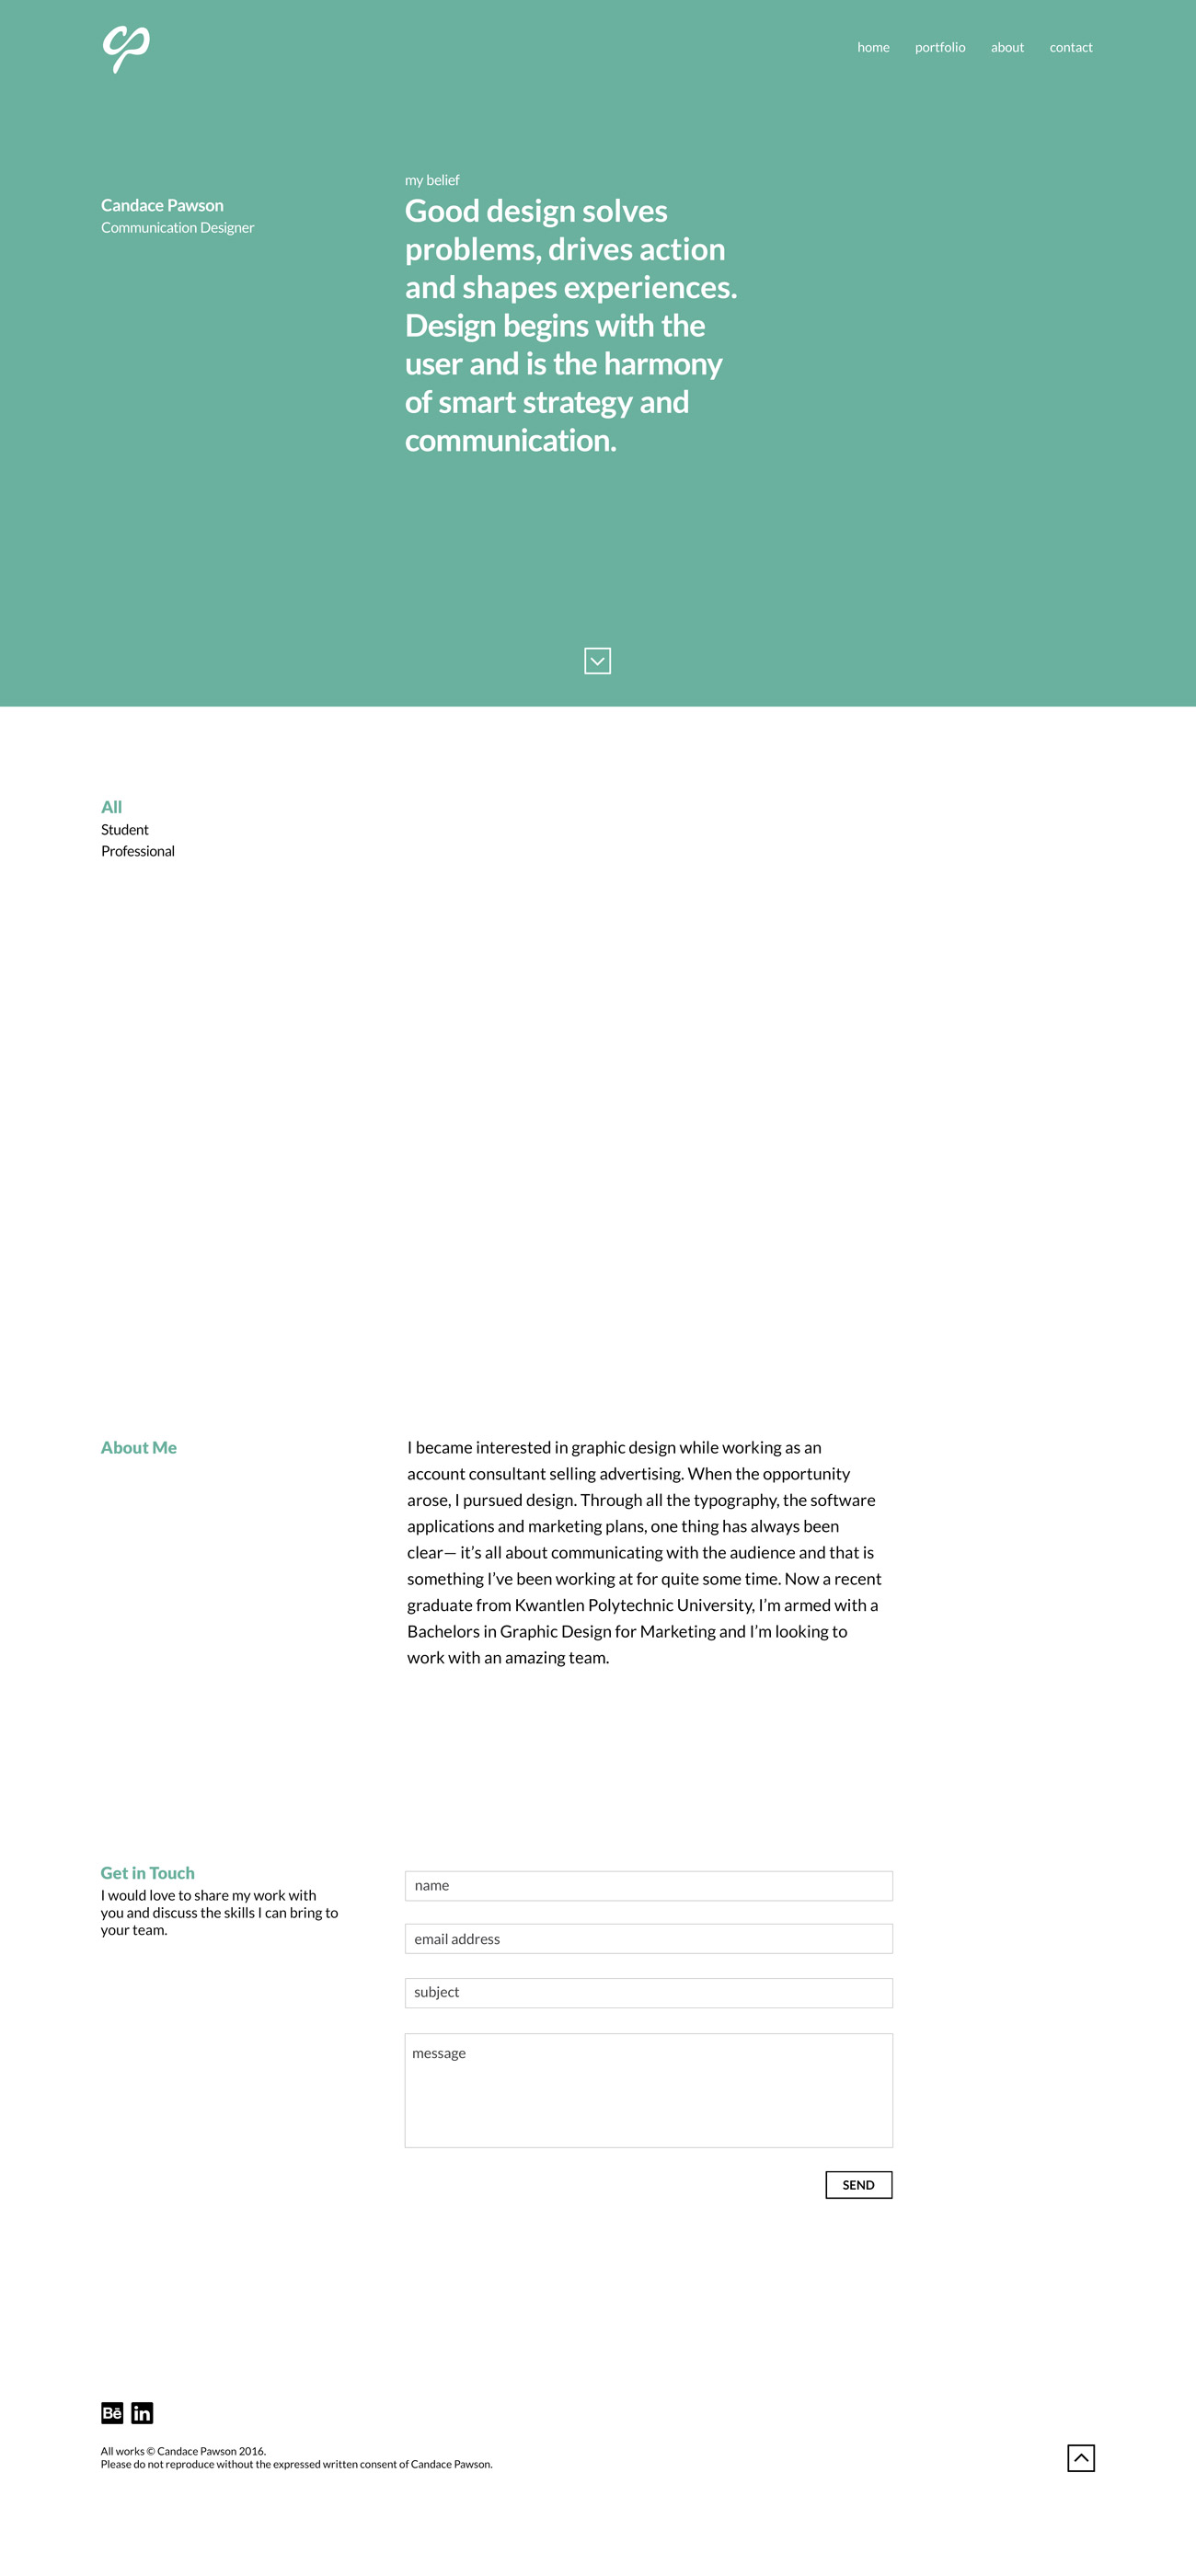 cp
home portfolio about contact
my belief
Candace Pawson
Communication Designer
Good design solves
problems, drives action
and shapes experiences.
Design begins with the
user and is the harmony
of smart strategy and
communication.
All
Student
Professional
About Me
I became interested in graphic design while working as an
account consultant selling advertising. When the opportunity
arose, I pursued design. Through all the typography, the software
applications and marketing plans, one thing has always been
clear— it’s all about communicating with the audience and that is
something I’ve been working at for quite some time. Now a recent
graduate from Kwantlen Polytechnic University, I’m armed with a
Bachelors in Graphic Design for Marketing and I’m looking to
work with an amazing team.
Get in Touch
I would love to share my work with
you and discuss the skills I can bring to
your team.
name
email address
subject
message
SEND
Bē in
All works © Candace Pawson 2016.
Please do not reproduce without the expressed written consent of Candace Pawson.